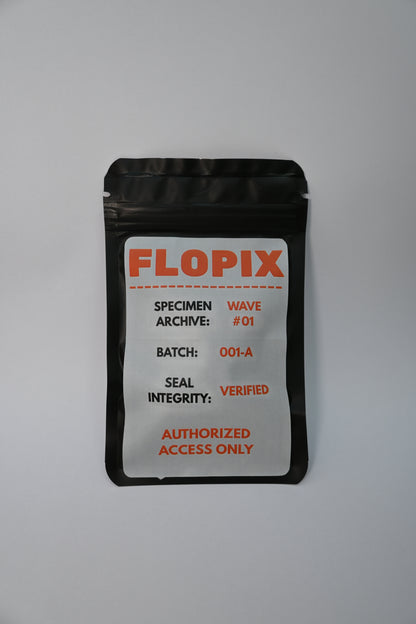 FLOPIX
SPECIMEN ARCHIVE: WAVE #01
BATCH: 001-A
SEAL INTEGRITY: VERIFIED
AUTHORIZED
ACCESS ONLY